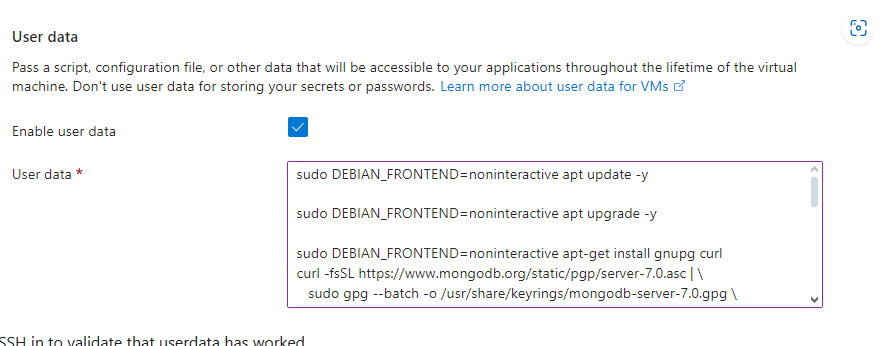 User data
Pass a script, configuration file, or other data that will be accessible to your applications throughout the lifetime of the virtual
machine. Don't use user data for storing your secrets or passwords. Learn more about user data for VMs
Enable user data
User data *
sudo DEBIAN_FRONTEND=noninteractive apt update -y
sudo DEBIAN_FRONTEND=noninteractive apt upgrade -y
sudo DEBIAN_FRONTEND=noninteractive apt-get install gnupg curl
curl -fsSL https://www.mongodb.org/static/pgp/server-7.0.asc | \
sudo gpg --batch -o /usr/share/keyrings/mongodb-server-7.0.gpg \
SSH in to validate that userdata has worked